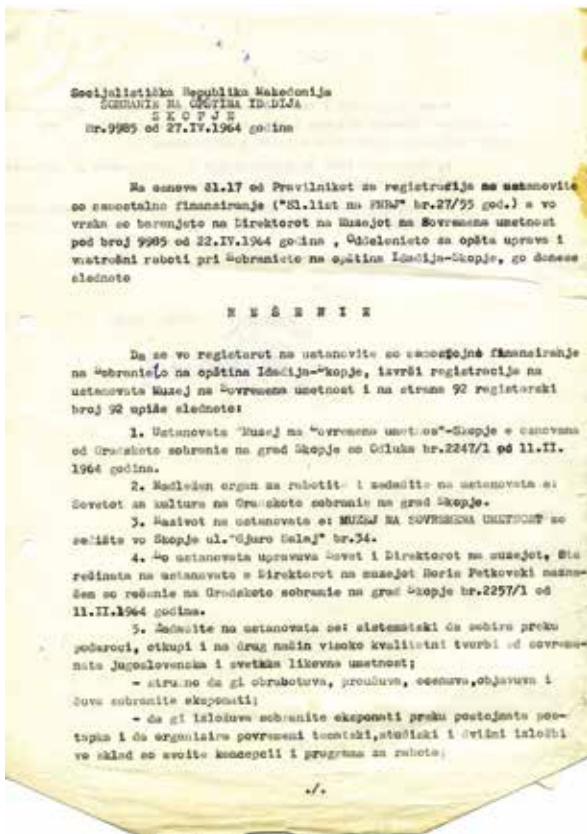 Socijalistička Republika Makedonija
SOBRANIE NA OPŠTINA IDADIJA
S K O P J E
Br.9985 od 27.IV.1964 godina
Na osnova čl.17 od Pravilnikot za registracija na ustanovite
so samostalno finansiranje ("Sl.list na FNRJ" br.27/55 god.) a vo
vrska so baranjeto na Direktorot na Muzejot na Sovremena umetnost
pod broj 9985 od 22.IV.1964 godina , Oddelenieto za opšta uprava i
vnatrešni raboti pri Sobranieto na opština Idadija-Skopje, go donese
slednoto
R E Š E N I E
Da se vo registarot na ustanovite so samostojno finansiranje
na Sobranieto na opština Idadija-Skopje, izvrši registracija na
ustanovata Muzej na Sovremena umetnost i na strana 92 registarski
broj 92 upiše slednoto:
1. Ustanovata "Muzej na Sovremena umetnos"-Skopje e osnovana
od Gradskoto sobranie na grad Skopje so Odluka br.2247/1 od 11.II.
1964 godina.
2. Nadležen organ za rabotite i zadačite na ustanovata e:
Sovetot za kultura na Gradskoto sobranie na grad Skopje.
3. Nazivot na ustanovata e: MUZEJ NA SOVREMENA UMETNOST so
sedište vo Skopje ul."Gjuro Salaj" br.34.
4. So ustanovata upravuva Sovet i Direktorot na muzejot,
na ustanovata e Direktorot na muzejot Boris Petkovski nazna-
čen so rešenie na Gradskoto sobranie na grad Skopje br.2257/1 od
11.II.1964 godina.
5. Zadačite na ustanovata se: sistematski da sobira preku
podaroci, otkupi i na drug način visoko kvalitetni tvorbi od sovreme-
nata jugoslovenska i svetska likovna umetnost;
- stručno da gi obrabotuva, proučuva, ocenuva,objavuva i
čuva sobranite eksponati;
- da gi izložuva sobranite eksponati preku postojnata pos-
tapka i da organizira povremeni tematski,studiski i dvižni izložbi
vo sklad so svoite koncepcii i programa za rabota;
./.